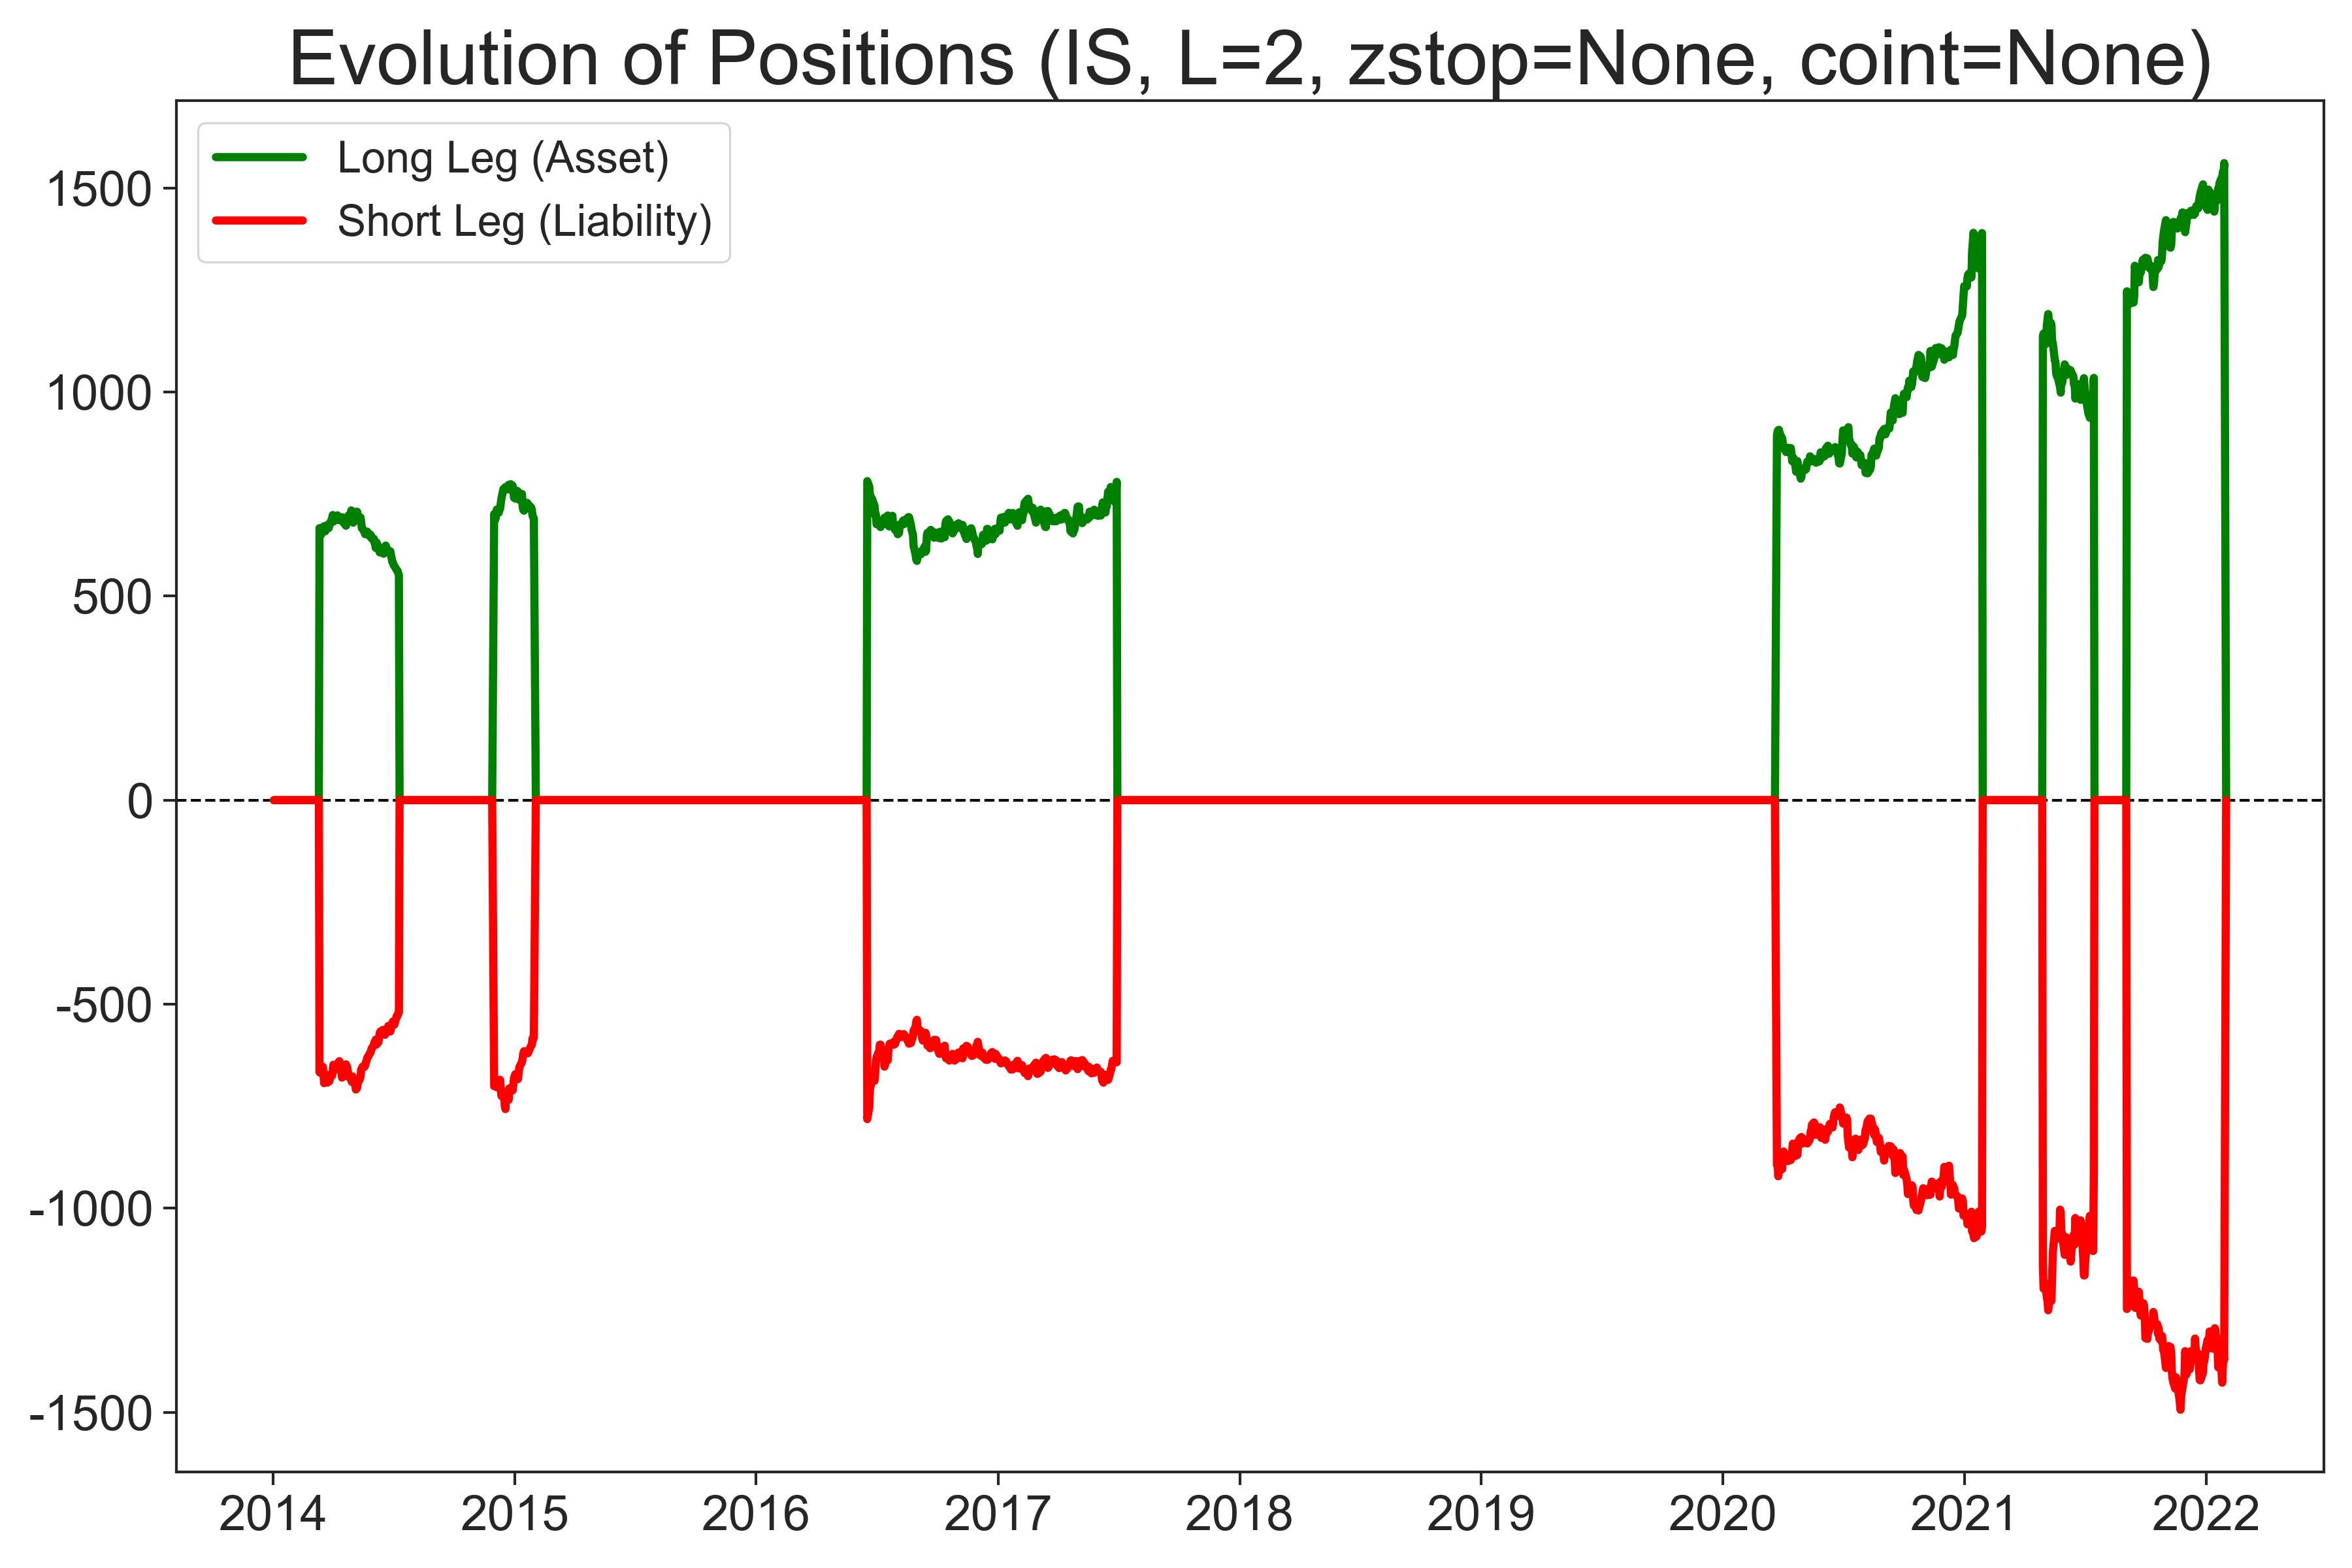 Evolution of Positions (IS, L=2, zstop=None, coint=None)
Long Leg (Asset)
Short Leg (Liability)
1500
1000
500
0
-500
-1000
-1500
2014 2015 2016 2017 2018 2019 2020 2021 2022